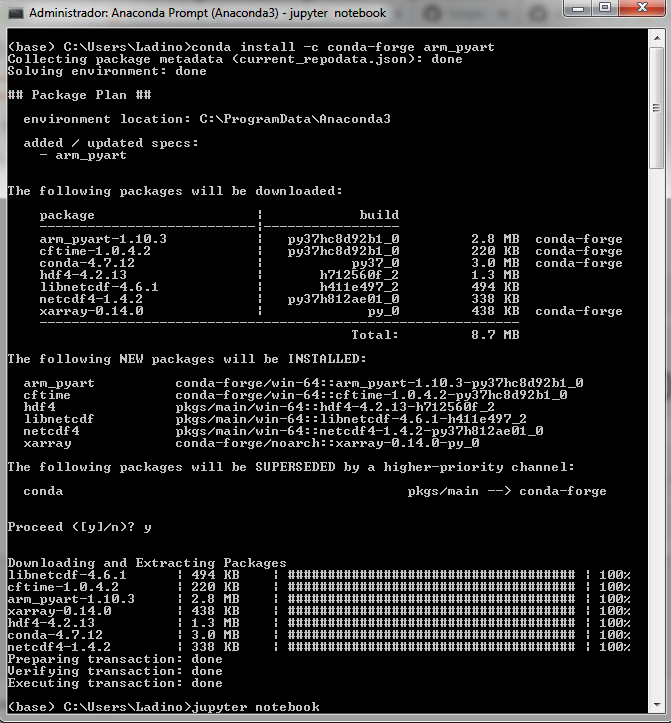 Administrador: Anaconda Prompt (Anaconda3) - jupyter notebook
(base) C:\Users\Ladino>conda install -c conda-forge arm_pyart
Collecting package metadata (current_repodata.json): done
Solving environment: done
## Package Plan ##
environment location: C:\ProgramData\Anaconda3
added / updated specs:
- arm_pyart
The following packages will be downloaded:
package | build
---------------------------|-----------------
arm_pyart-1.10.3 | py37hc8d92b1_0 2.8 MB conda-forge
cftime-1.0.4.2 | py37hc8d92b1_0 220 KB conda-forge
conda-4.7.12 | py37_0 3.0 MB conda-forge
hdf4-4.2.13 | h712560f_2 1.3 MB
libnetcdf-4.6.1 | h411e497_2 494 KB
netcdf4-1.4.2 | py37h812ae01_0 338 KB
xarray-0.14.0 | py_0 438 KB conda-forge
------------------------------------------------------------
Total: 8.7 MB
The following NEW packages will be INSTALLED:
arm_pyart conda-forge/win-64::arm_pyart-1.10.3-py37hc8d92b1_0
cftime conda-forge/win-64::cftime-1.0.4.2-py37hc8d92b1_0
hdf4 pkgs/main/win-64::hdf4-4.2.13-h712560f_2
libnetcdf pkgs/main/win-64::libnetcdf-4.6.1-h411e497_2
netcdf4 pkgs/main/win-64::netcdf4-1.4.2-py37h812ae01_0
xarray conda-forge/noarch::xarray-0.14.0-py_0
The following packages will be SUPERSEDED by a higher-priority channel:
conda pkgs/main --> conda-forge
Proceed ([y]/n)? y
Downloading and Extracting Packages
libnetcdf-4.6.1 | 494 KB | #################################### | 100%
cftime-1.0.4.2 | 220 KB | #################################### | 100%
arm_pyart-1.10.3 | 2.8 MB | #################################### | 100%
xarray-0.14.0 | 438 KB | #################################### | 100%
hdf4-4.2.13 | 1.3 MB | #################################### | 100%
conda-4.7.12 | 3.0 MB | #################################### | 100%
netcdf4-1.4.2 | 338 KB | #################################### | 100%
Preparing transaction: done
Verifying transaction: done
Executing transaction: done
(base) C:\Users\Ladino>jupyter notebook